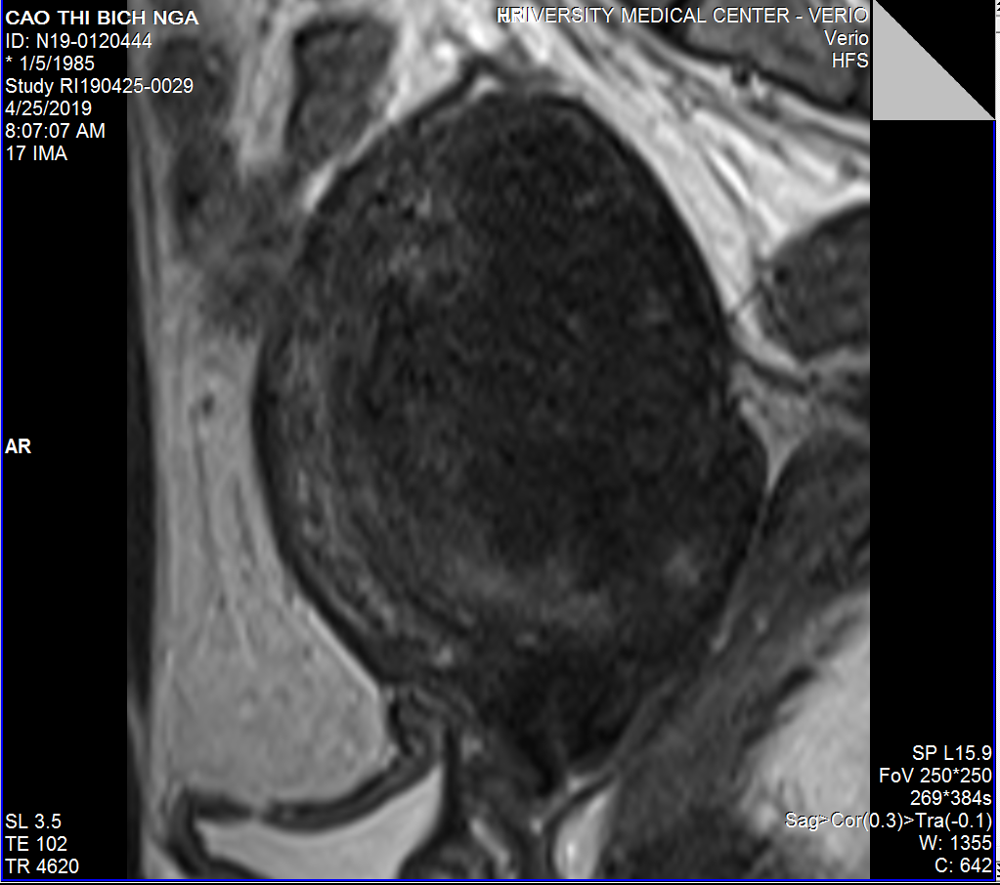 CAO THI BICH NGA
ID: N19-0120444
* 1/5/1985
Study RI190425-0029
4/25/2019
8:07:07 AM
17 IMA
UNIVERSITY MEDICAL CENTER - VERIO
Verio
HFS
AR
SL 3.5
TE 102
TR 4620
SP L15.9
FoV 250*250
269*384s
Sag>Cor(0.3)>Tra(-0.1)
W: 1355
C: 642